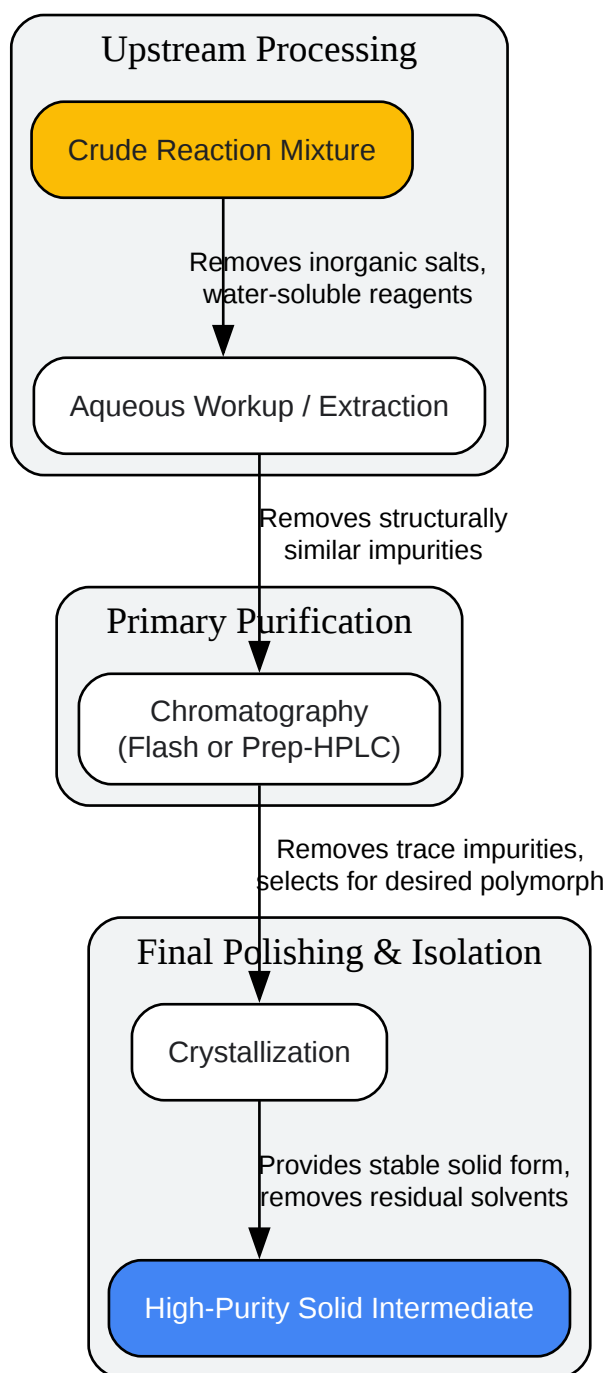 Upstream Processing
Crude Reaction Mixture
Removes inorganic salts,
water-soluble reagents
Aqueous Workup / Extraction
Removes structurally
similar impurities
Primary Purification
Chromatography
(Flash or Prep-HPLC)
Removes trace impurities,
selects for desired polymorph
Final Polishing & Isolation
Crystallization
Provides stable solid form,
removes residual solvents
High-Purity Solid Intermediate